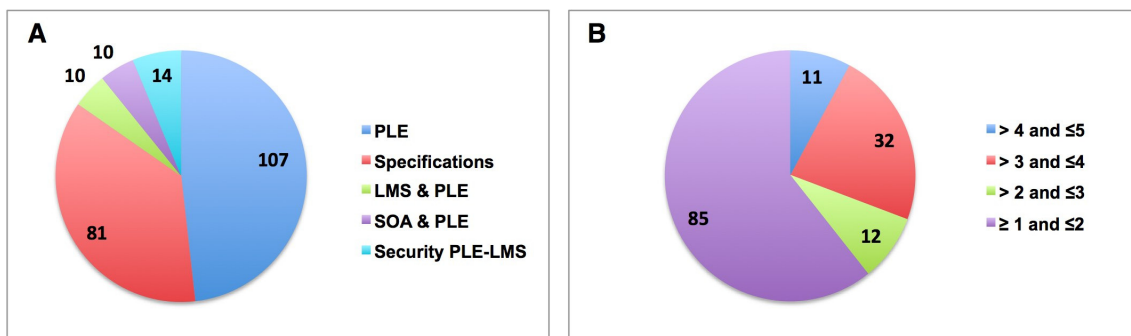 A
10
10
14
107
81
PLE
Specifications
LMS & PLE
SOA & PLE
Security PLE-LMS
B
11
32
12
85
> 4 and ≤5
> 3 and ≤4
> 2 and ≤3
≥ 1 and ≤2